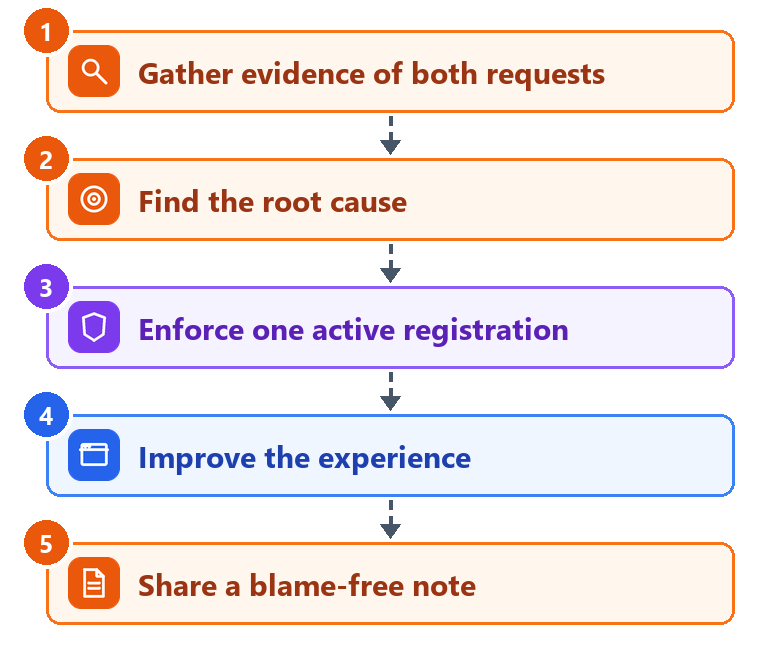 1
Gather evidence of both requests
2
Find the root cause
3
Enforce one active registration
4
Improve the experience
5
Share a blame-free note